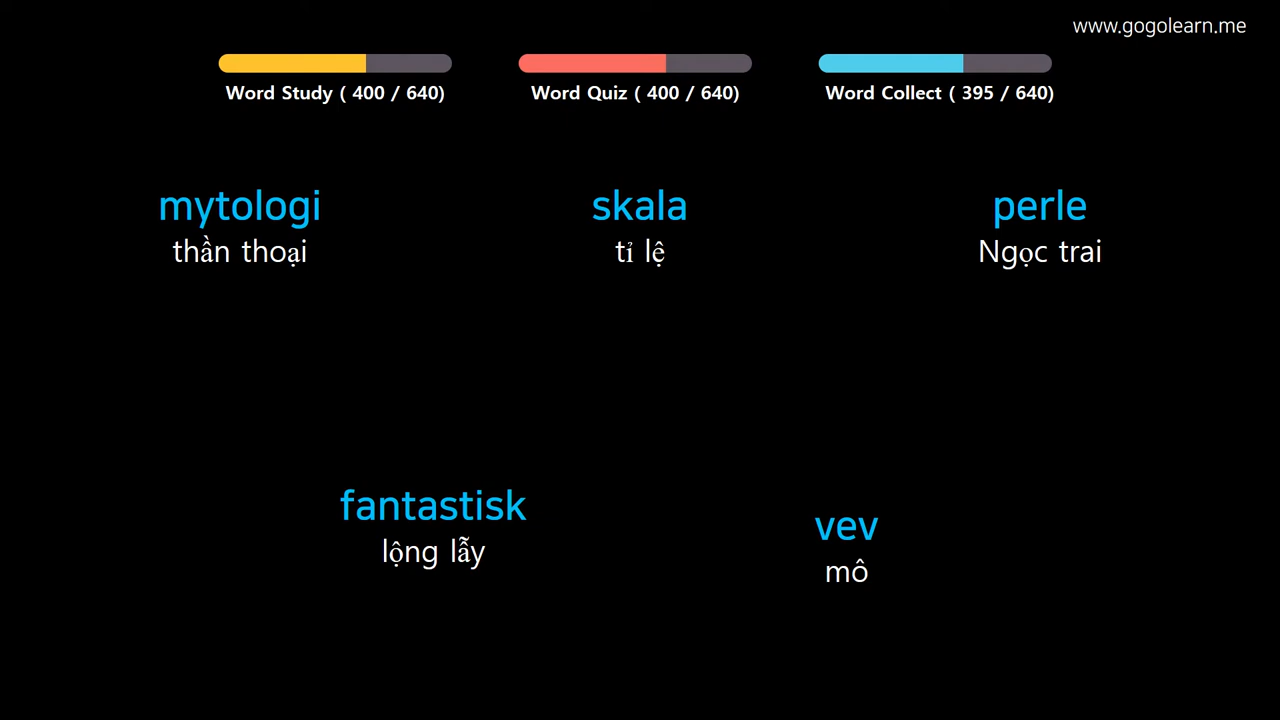 www.gogolearn.me
Word Study ( 400 / 640)
Word Quiz ( 400 / 640)
Word Collect ( 395 / 640)
mytologi
thần thoại
skala
tỉ lệ
perle
Ngọc trai
fantastisk
lộng lẫy
vev
mô